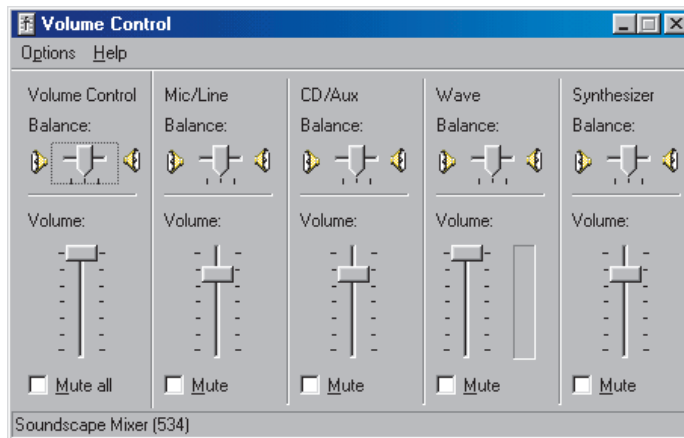 Volume Control
Options Help
Volume Control Mic/Line CD/Aux Wave Synthesizer
Balance: Balance: Balance: Balance: Balance:
Volume: Volume: Volume: Volume: Volume:
Mute all Mute Mute Mute Mute
Soundscape Mixer (534)